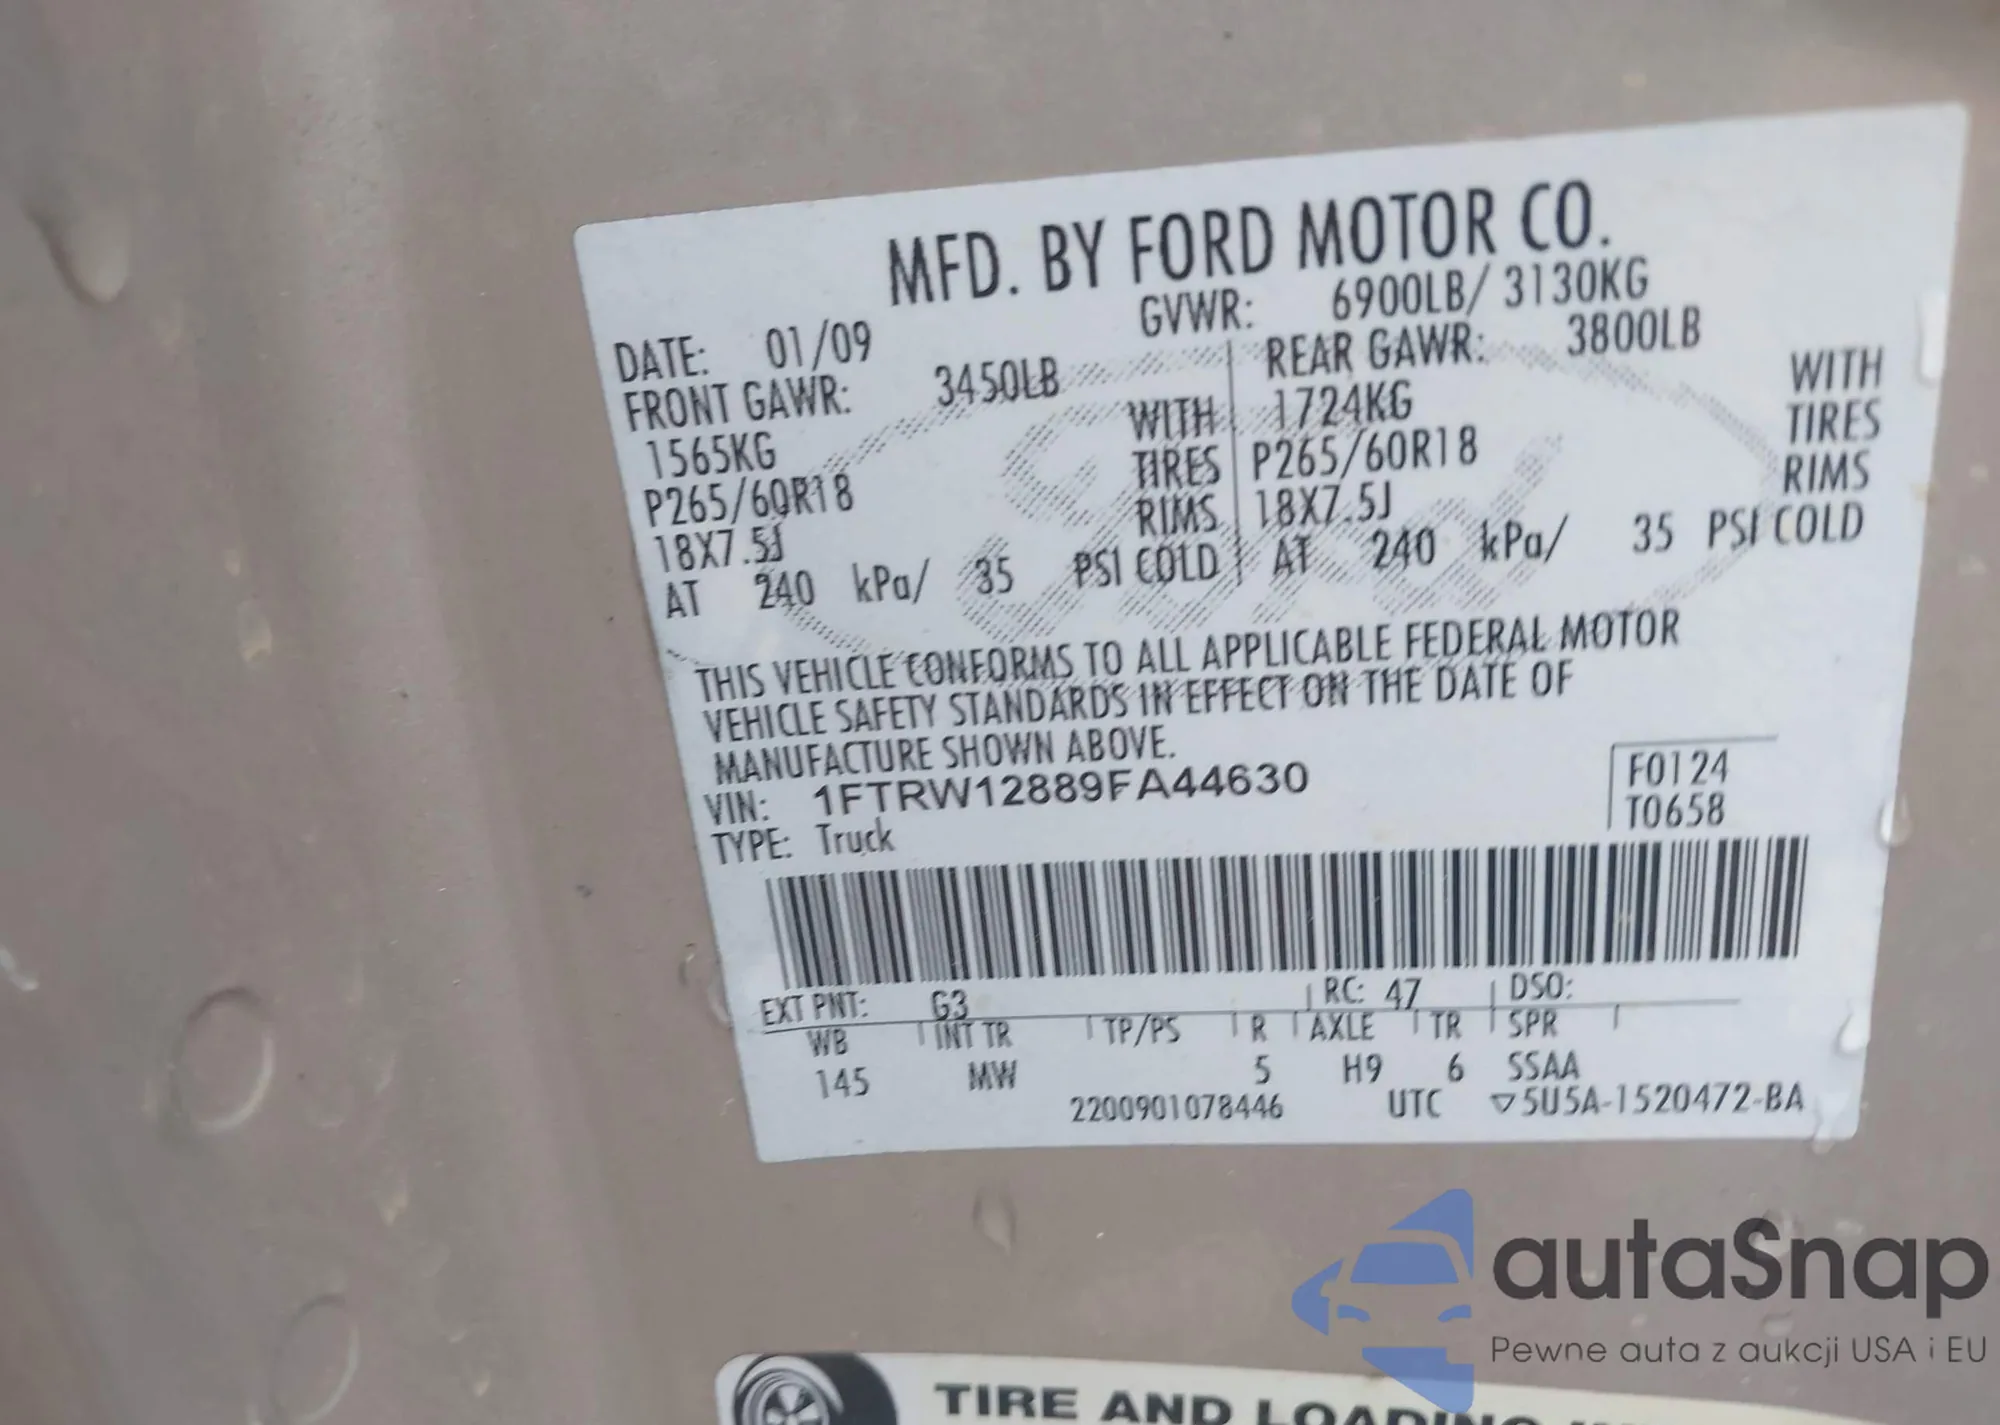 MFD. BY FORD MOTOR CO.
DATE: 01/09 GVWR: 6900LB/ 3130KG
FRONT GAWR: 3450LB REAR GAWR: 3800LB
1565KG WITH 1724KG WITH
P265/60R18 TIRES P265/60R18 TIRES
18X7.5J RIMS 18X7.5J RIMS
AT 240 kPa/ 35 PSI COLD AT 240 kPa/ 35 PSI COLD
THIS VEHICLE CONFORMS TO ALL APPLICABLE FEDERAL MOTOR
VEHICLE SAFETY STANDARDS IN EFFECT ON THE DATE OF
MANUFACTURE SHOWN ABOVE.
VIN: 1FTRW12889FA44630 F0124
TYPE: Truck T0658
EXT PNT: G3 RC: 47 DSO:
WB INT TR TP/PS R AXLE TR SPR
145 MW 5 H9 6 SSAA
2200901078446 UTC ▽5U5A-1520472-BA
autaSnap
Pewne auta z aukcji USA i EU
TIRE AND LOADING